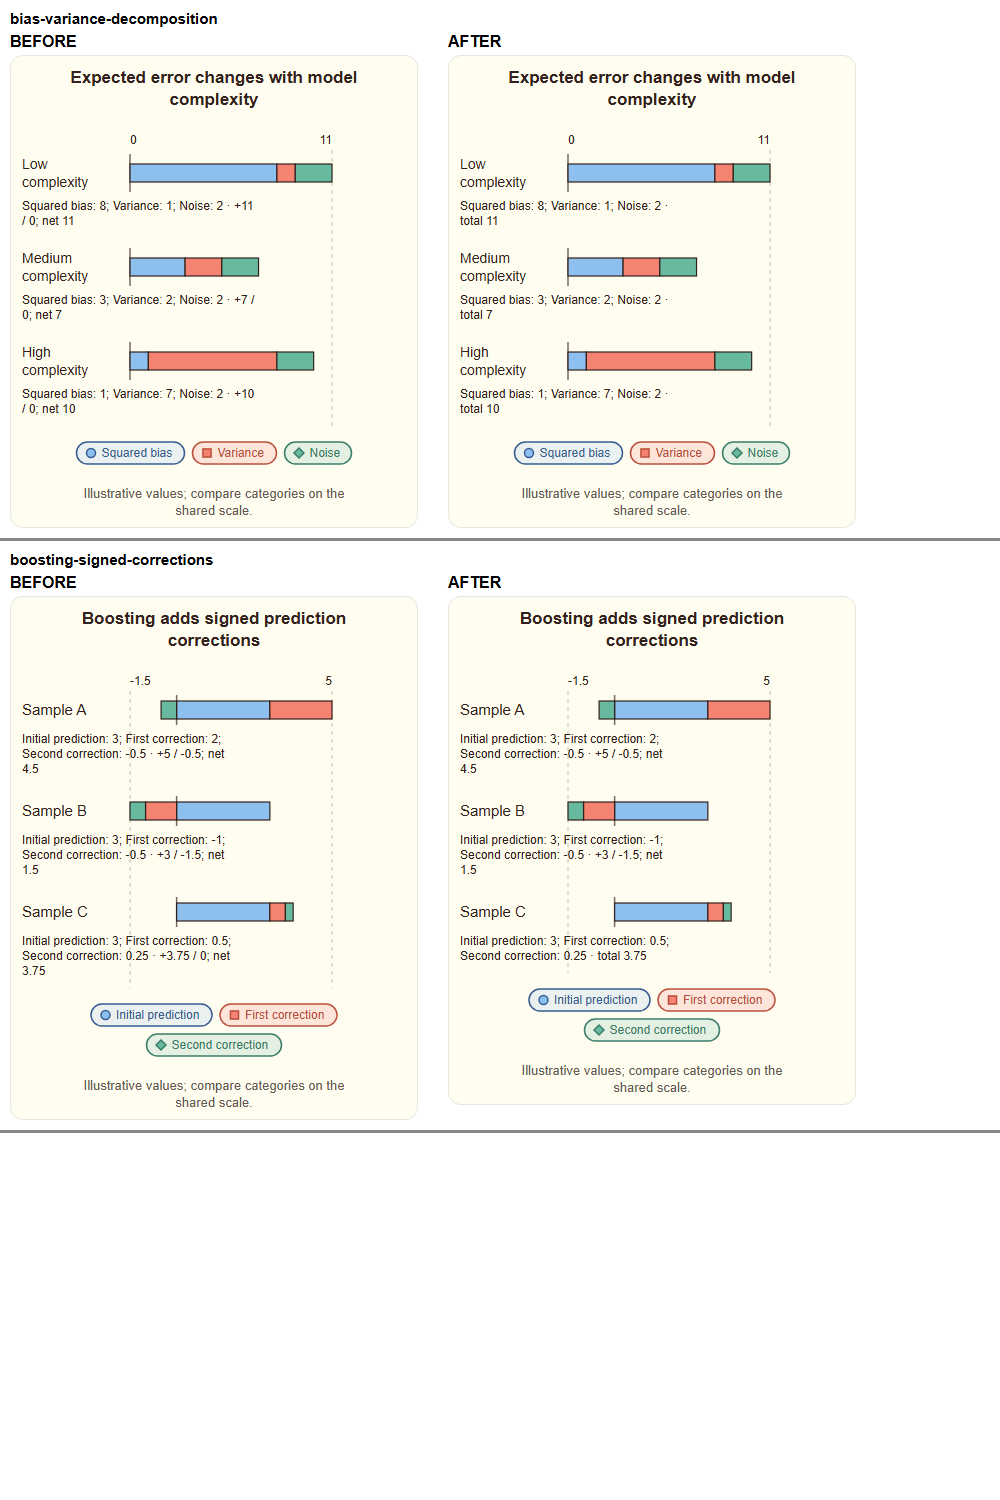 bias-variance-decomposition
BEFORE
Expected error changes with model
complexity
0
11
Low
complexity
Squared bias: 8; Variance: 1; Noise: 2 · +11
/ 0; net 11
Medium
complexity
Squared bias: 3; Variance: 2; Noise: 2 · +7 /
0; net 7
High
complexity
Squared bias: 1; Variance: 7; Noise: 2 · +10
/ 0; net 10
Squared bias
Variance
Noise
Illustrative values; compare categories on the
shared scale.
AFTER
Expected error changes with model
complexity
0
11
Low
complexity
Squared bias: 8; Variance: 1; Noise: 2 ·
total 11
Medium
complexity
Squared bias: 3; Variance: 2; Noise: 2 ·
total 7
High
complexity
Squared bias: 1; Variance: 7; Noise: 2 ·
total 10
Squared bias
Variance
Noise
Illustrative values; compare categories on the
shared scale.
boosting-signed-corrections
BEFORE
Boosting adds signed prediction
corrections
-1.5
5
Sample A
Initial prediction: 3; First correction: 2;
Second correction: -0.5 · +5 / -0.5; net
4.5
Sample B
Initial prediction: 3; First correction: -1;
Second correction: -0.5 · +3 / -1.5; net
1.5
Sample C
Initial prediction: 3; First correction: 0.5;
Second correction: 0.25 · +3.75 / 0; net
3.75
Initial prediction
First correction
Second correction
Illustrative values; compare categories on the
shared scale.
AFTER
Boosting adds signed prediction
corrections
-1.5
5
Sample A
Initial prediction: 3; First correction: 2;
Second correction: -0.5 · +5 / -0.5; net
4.5
Sample B
Initial prediction: 3; First correction: -1;
Second correction: -0.5 · +3 / -1.5; net
1.5
Sample C
Initial prediction: 3; First correction: 0.5;
Second correction: 0.25 · total 3.75
Initial prediction
First correction
Second correction
Illustrative values; compare categories on the
shared scale.